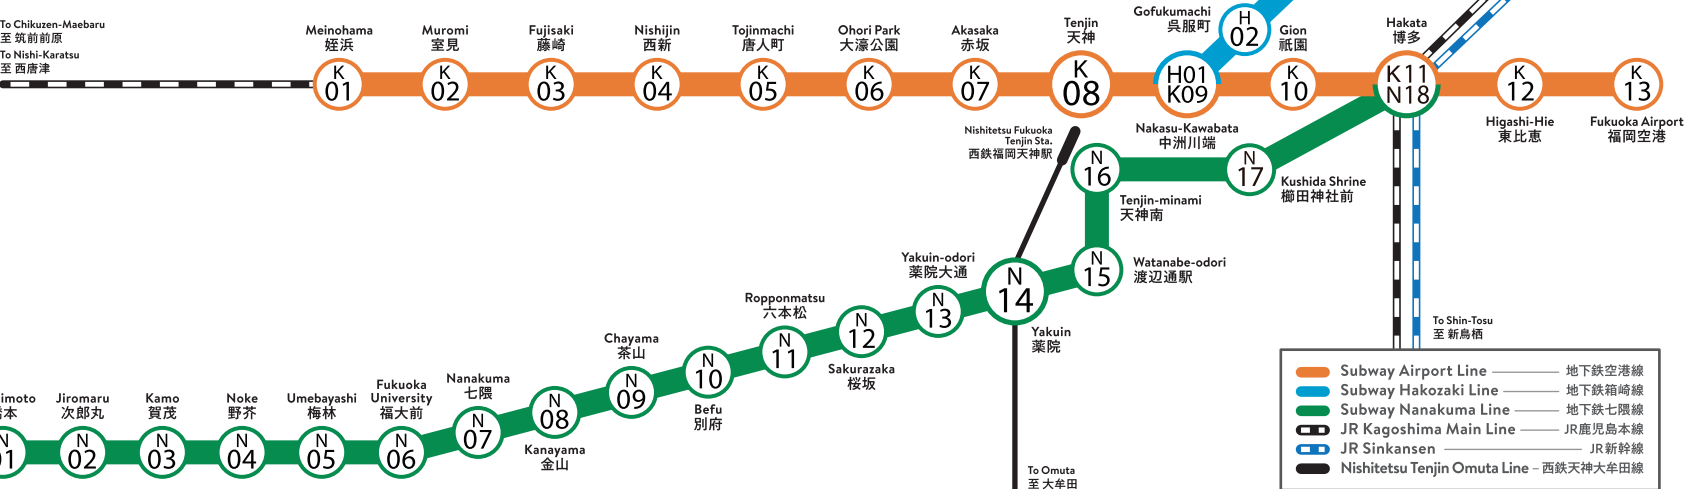 To Chikuzen-Maebaru
至 筑前前原
To Nishi-Karatsu
至 西唐津
Meinohama
姪浜
K
01
Muromi
室見
K
02
Fujisaki
藤崎
K
03
Nishijin
西新
K
04
Tojinmachi
唐人町
K
05
Ohori Park
大濠公園
K
06
Akasaka
赤坂
K
07
Tenjin
天神
K
08
Gofukumachi
呉服町
H
02
H01
K09
Nakasu-Kawabata
中洲川端
Gion
祇園
K
10
Hakata
博多
K11
N18
K
12
Higashi-Hie
東比恵
K
13
Fukuoka Airport
福岡空港
Nishitetsu Fukuoka
Tenjin Sta.
西鉄福岡天神駅
N
16
Tenjin-minami
天神南
N
17
Kushida Shrine
櫛田神社前
N
15
Watanabe-odori
渡辺通駅
N
14
Yakuin
薬院
Yakuin-odori
薬院大通
N
13
N
12
Sakurazaka
桜坂
Ropponmatsu
六本松
N
11
N
10
Befu
別府
Chayama
茶山
N
09
N
08
Kanayama
金山
Nanakuma
七隈
N
07
Fukuoka
University
福大前
N
06
Umebayashi
梅林
N
05
Noke
野芥
N
04
Kamo
賀茂
N
03
Jiromaru
次郎丸
N
02
imoto
本
N
01
To Omuta
至 大牟田
To Shin-Tosu
至 新鳥栖
Subway Airport Line 地下鉄空港線
Subway Hakozaki Line 地下鉄箱崎線
Subway Nanakuma Line 地下鉄七隈線
JR Kagoshima Main Line JR鹿児島本線
JR Sinkansen JR新幹線
Nishitetsu Tenjin Omuta Line 西鉄天神大牟田線